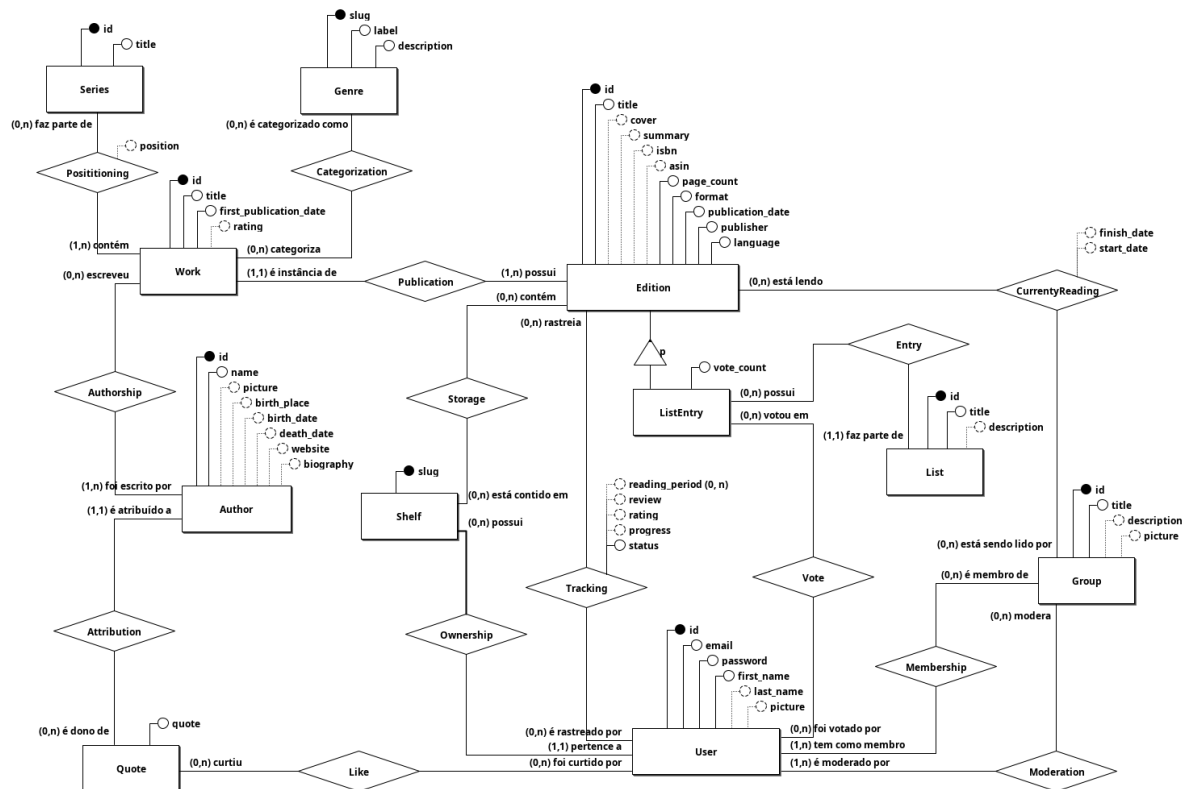 id
title
Series
(0,n) faz parte de
position
Posititioning
slug
label
description
Genre
(0,n) é categorizado como
Categorization
id
title
first_publication_date
rating
(1,n) contém
(0,n) categoriza
Work
(0,n) escreveu
(1,1) é instância de
Publication
(1,n) possui
id
title
cover
summary
isbn
asin
page_count
format
publication_date
publisher
language
Edition
(0,n) contém
(0,n) rastreia
(0,n) está lendo
finish_date
start_date
CurrentyReading
p
vote_count
ListEntry
(0,n) possui
(0,n) votou em
Entry
(1,1) faz parte de
id
title
description
List
Authorship
id
name
picture
birth_place
birth_date
death_date
website
biography
(1,n) foi escrito por
(1,1) é atribuído a
Author
Storage
slug
Shelf
(0,n) está contido em
(0,n) possui
reading_period (0, n)
review
rating
progress
status
Tracking
Vote
id
title
description
picture
(0,n) está sendo lido por
Group
(0,n) é membro de
(0,n) modera
Attribution
Ownership
id
email
password
first_name
last_name
picture
Membership
(0,n) é dono de
quote
Quote
(0,n) curtiu
Like
(0,n) é rastreado por
(1,1) pertence a
(0,n) foi curtido por
User
(0,n) foi votado por
(1,n) tem como membro
(1,n) é moderado por
Moderation